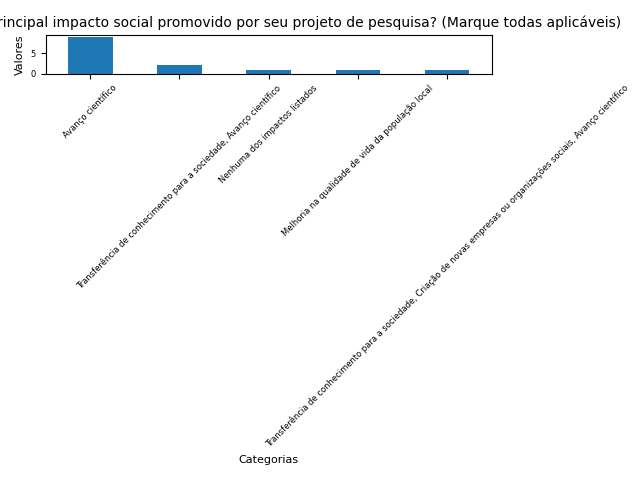 rincipal impacto social promovido por seu projeto de pesquisa? (Marque todas aplicáveis)
Valores
5
0
Avanço científico
Transferência de conhecimento para a sociedade, Avanço científico
Nenhuma dos impactos listados
Melhoria na qualidade de vida da população local
Transferência de conhecimento para a sociedade, Criação de novas empresas ou organizações sociais, Avanço científico
Categorias